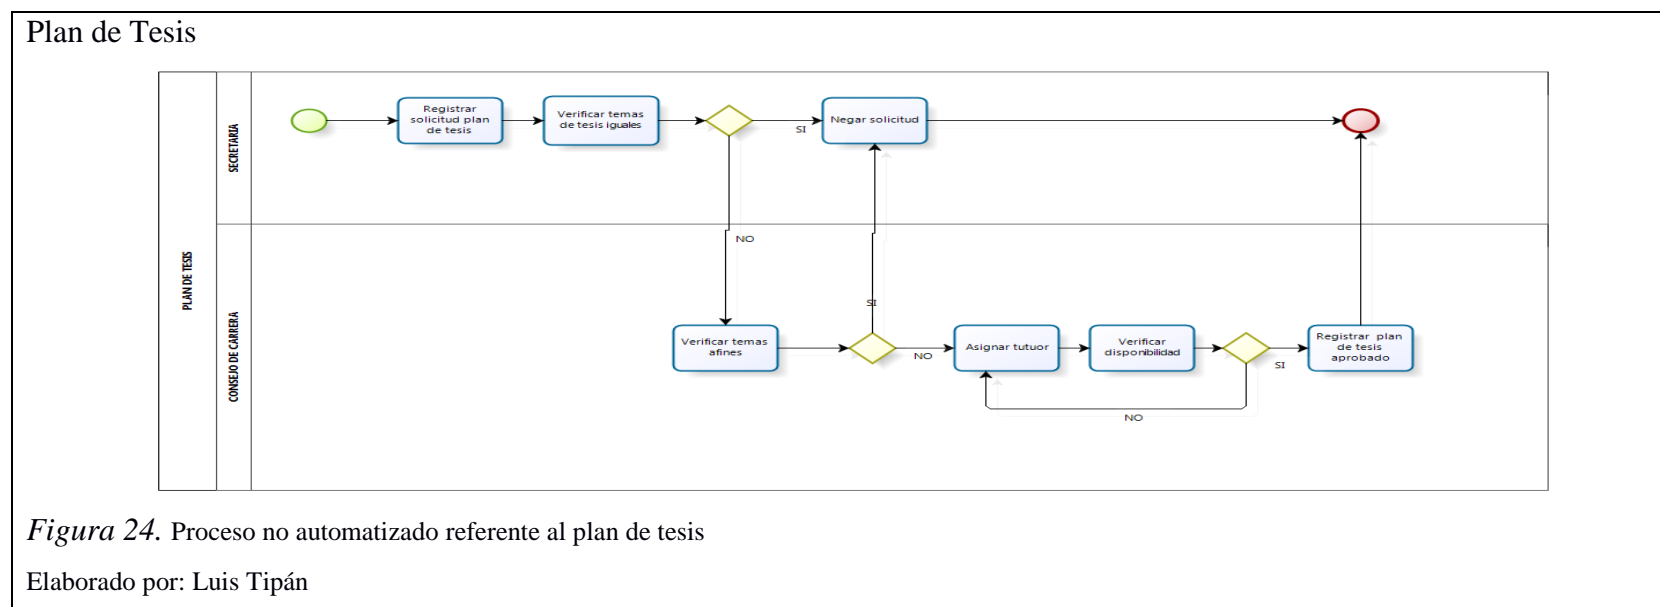 Plan de Tesis
PLAN DE TESIS
SECRETARIA
Registrar
solicitud plan
de tesis
Verificar temas
de tesis iguales
SI
Negar solicitud
NO
CONSEJO DE CARRERA
Verificar temas
afines
SI
NO
Asignar tutuor
Verificar
disponibilidad
SI
NO
Registrar plan
de tesis
aprobado
Figura 24. Proceso no automatizado referente al plan de tesis
Elaborado por: Luis Tipán